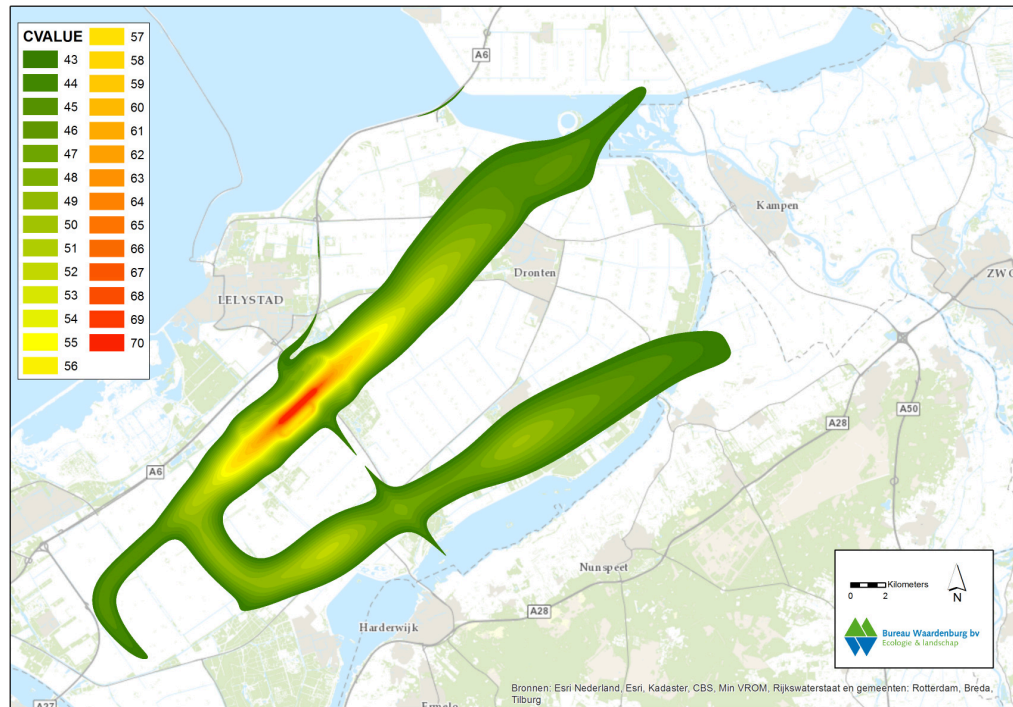 CVALUE
43
44
45
46
47
48
49
50
51
52
53
54
55
56
57
58
59
60
61
62
63
64
65
66
67
68
69
70
A6
LELYSTAD
Dronten
Kampen
ZWO
A6
A28
A50
Nunspeet
A28
Harderwijk
Ermelo
A27
Kilometers
0 2
N
Bureau Waardenburg bv
Ecologie & landschap
Bronnen: Esri Nederland, Esri, Kadaster, CBS, Min VROM, Rijkswaterstaat en gemeenten: Rotterdam, Breda,
Tilburg